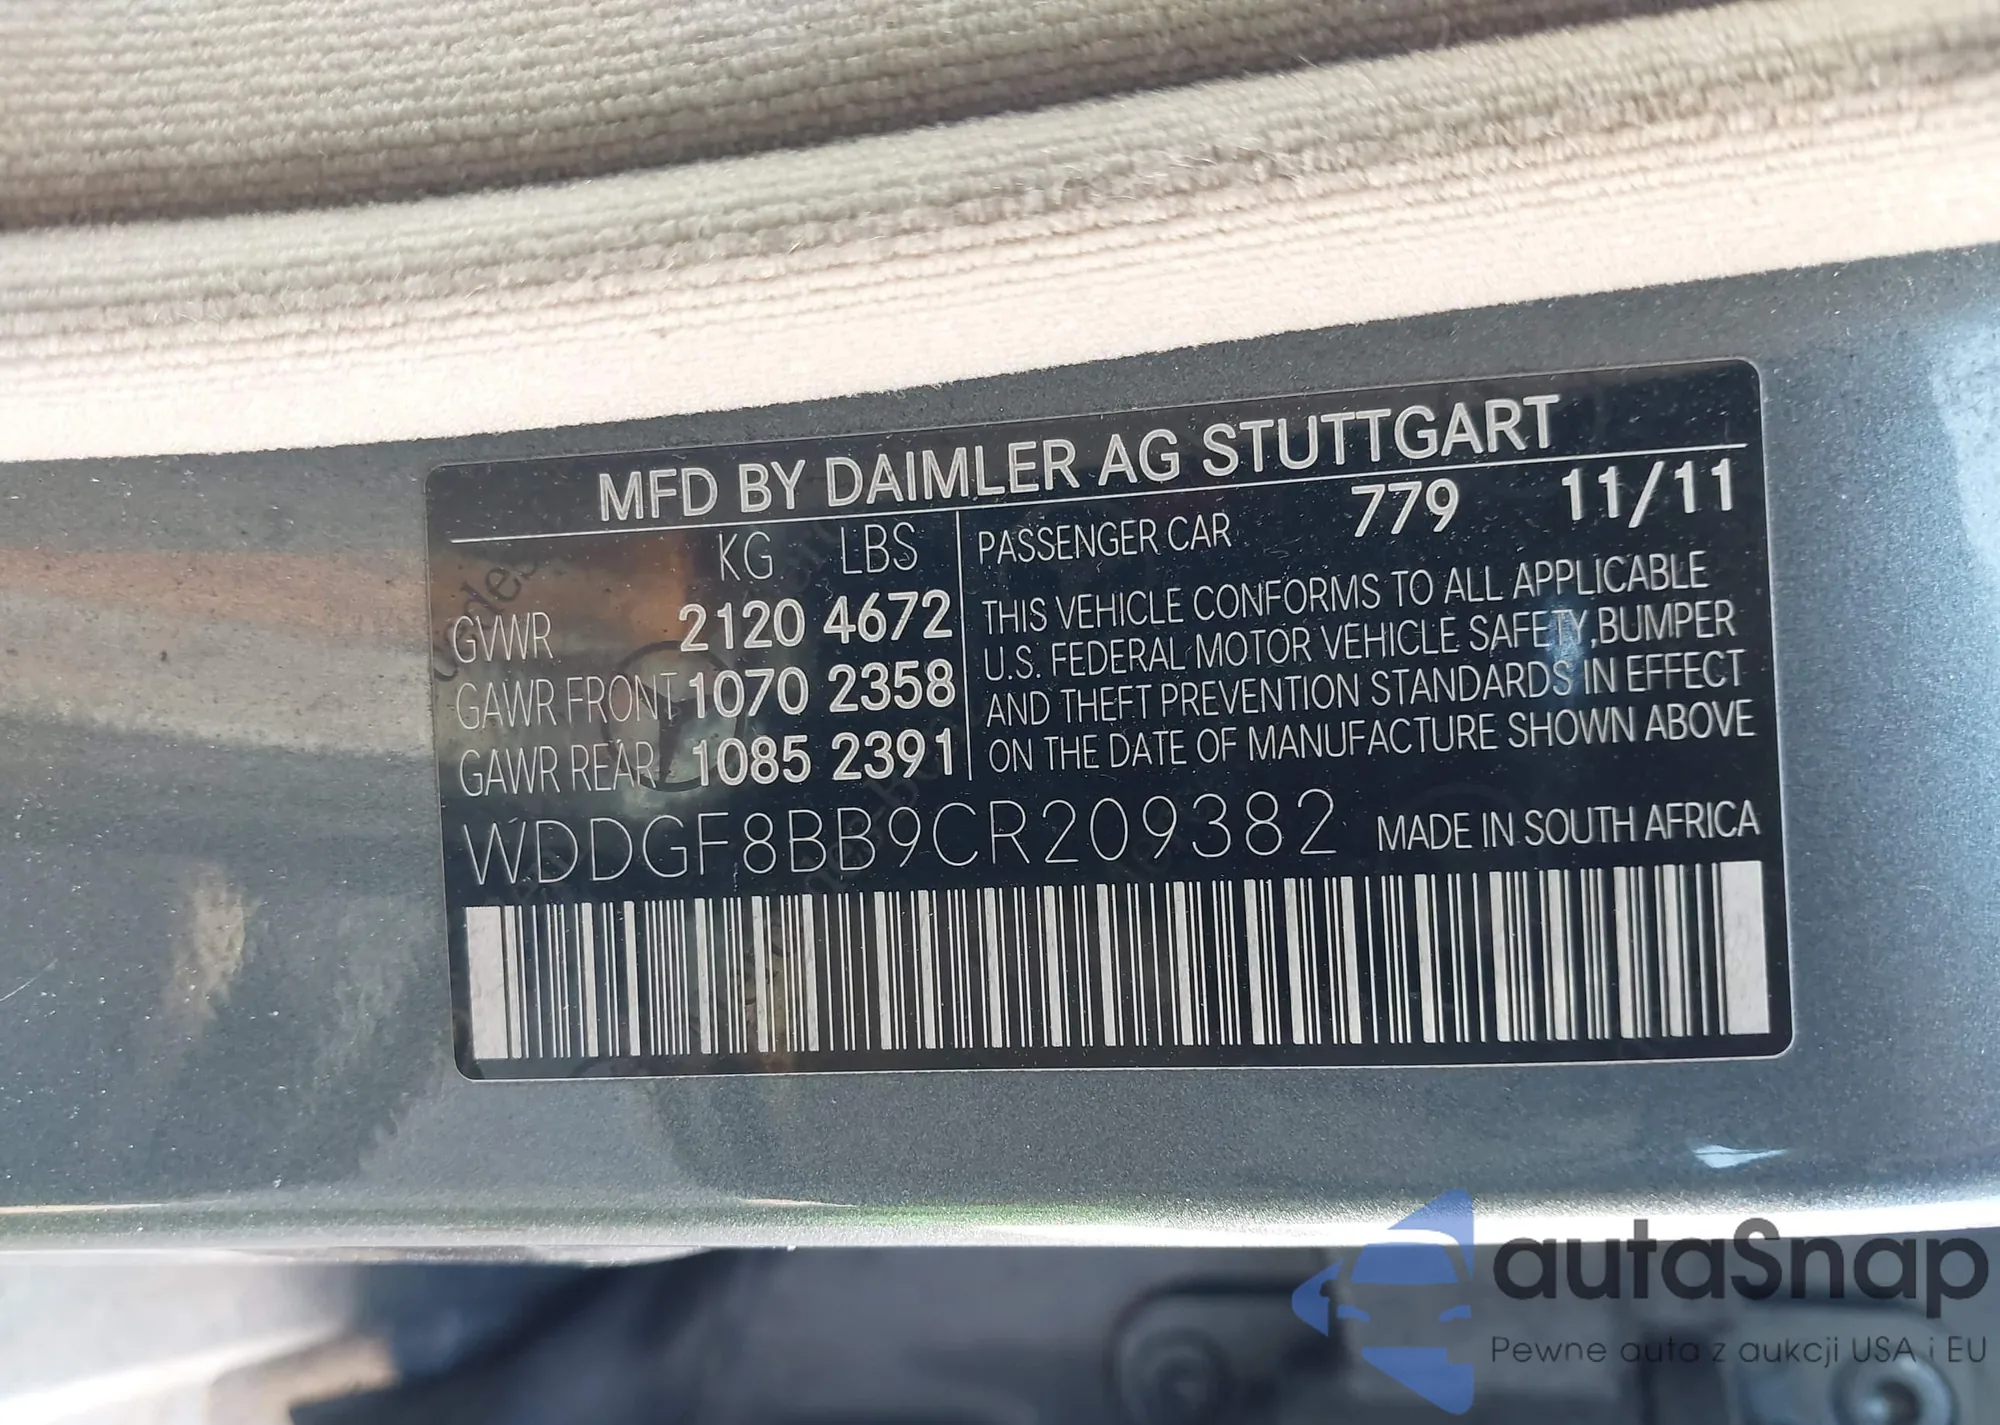 MFD BY DAIMLER AG STUTTGART
KG LBS
GVWR 2120 4672
GAWR FRONT 1070 2358
GAWR REAR 1085 2391
PASSENGER CAR 779 11/11
THIS VEHICLE CONFORMS TO ALL APPLICABLE
U.S. FEDERAL MOTOR VEHICLE SAFETY,BUMPER
AND THEFT PREVENTION STANDARDS IN EFFECT
ON THE DATE OF MANUFACTURE SHOWN ABOVE
WDDGF8BB9CR209382 MADE IN SOUTH AFRICA
autaSnap
Pewne auta z aukcji USA i EU